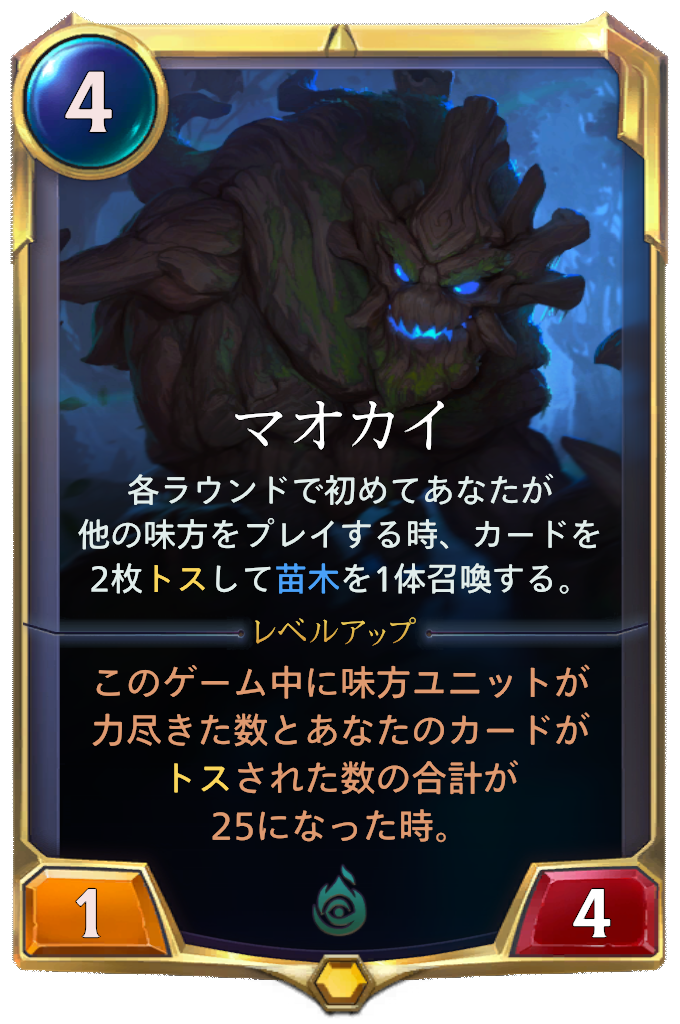 4
マオカイ
各ラウンドで初めてあなたが
他の味方をプレイする時、カードを
2枚トスして苗木を1体召喚する。
レベルアップ
このゲーム中に味方ユニットが
力尽きた数とあなたのカードが
トスされた数の合計が
25になった時。
1
4